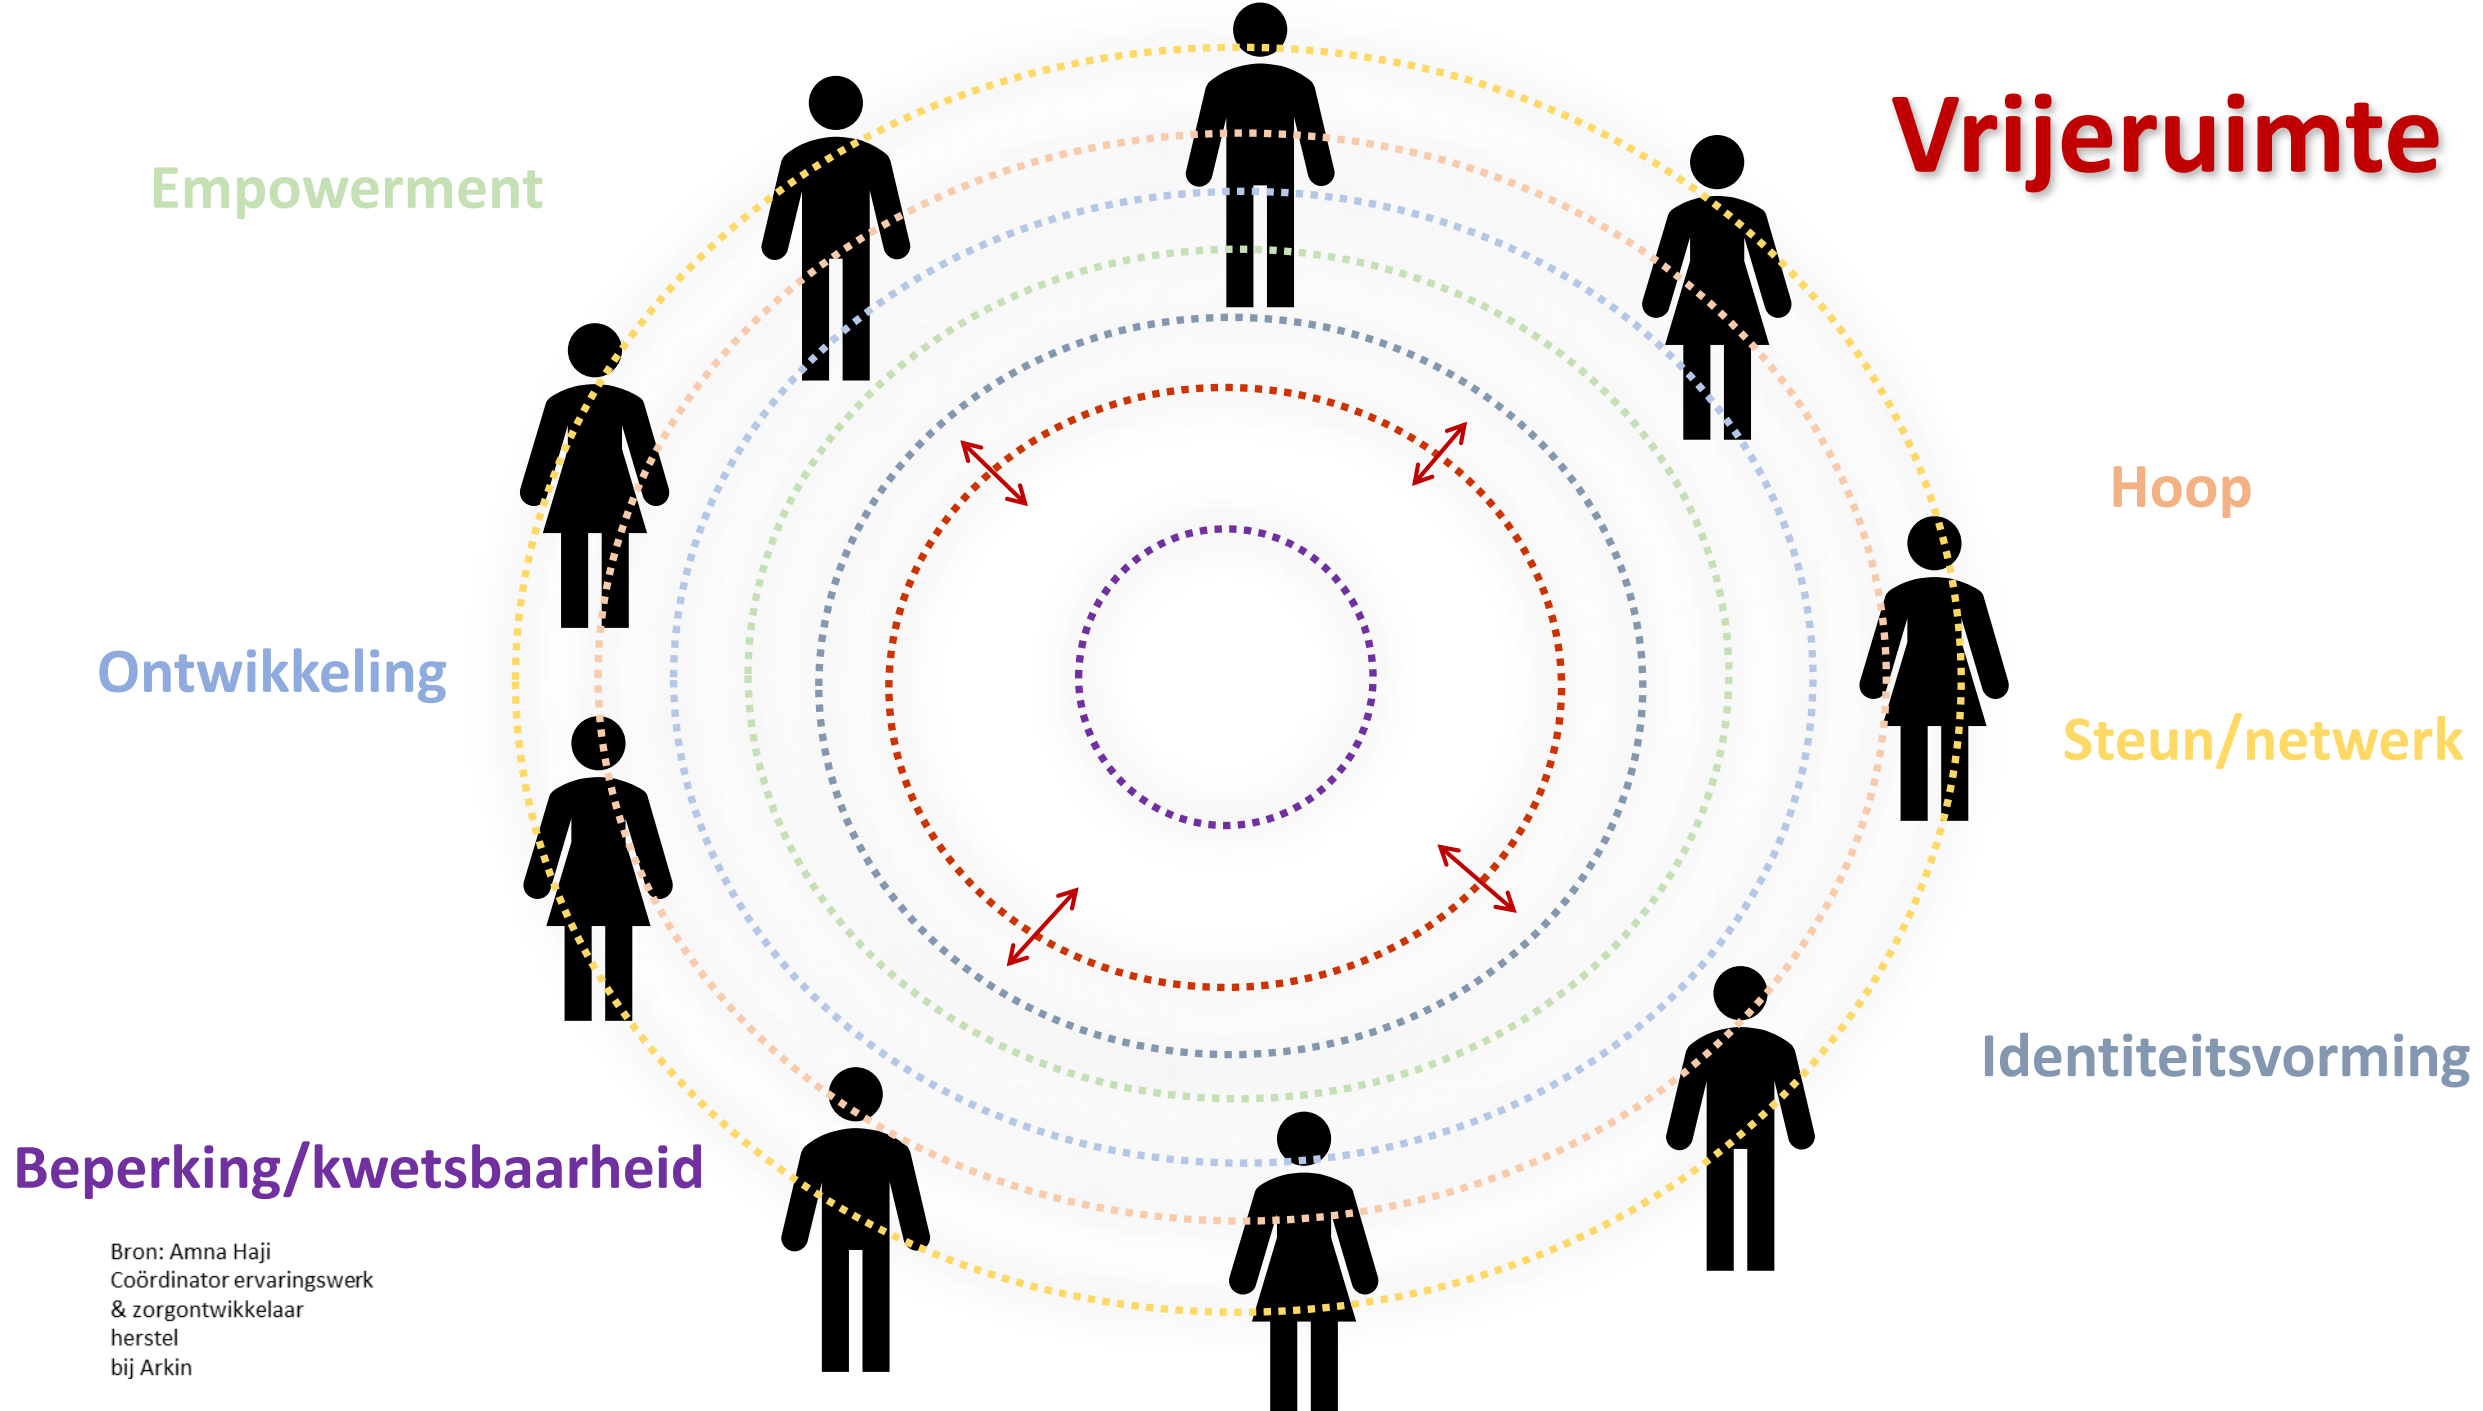 Vrijeruimte
Empowerment
Hoop
Ontwikkeling
Steun/netwerk
Identiteitsvorming
Beperking/kwetsbaarheid
Bron: Amna Haji
Coördinator ervaringswerk
& zorgontwikkelaar
herstel
bij Arkin